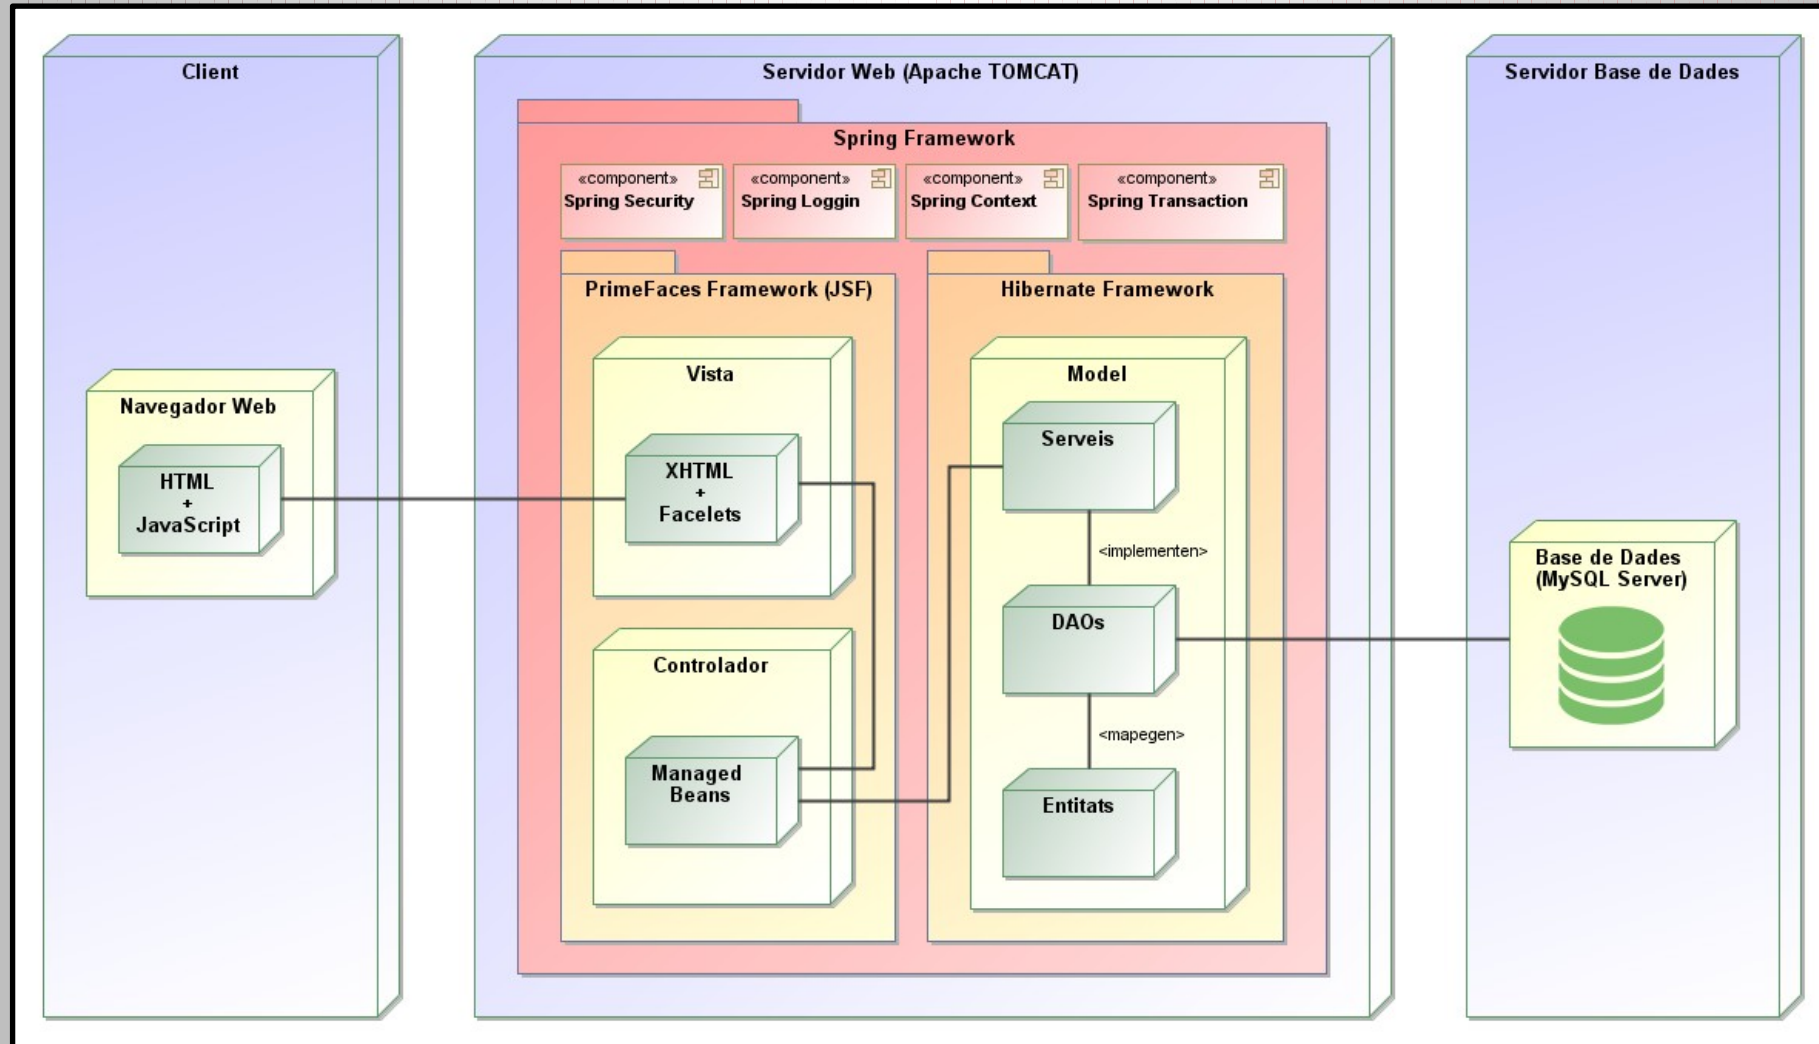 Client
Navegador Web
HTML
+
JavaScript
Servidor Web (Apache TOMCAT)
Spring Framework
«component»
Spring Security
«component»
Spring Loggin
«component»
Spring Context
«component»
Spring Transaction
PrimeFaces Framework (JSF)
Vista
XHTML
+
Facelets
Controlador
Managed
Beans
Hibernate Framework
Model
Serveis
<implementen>
DAOs
<mapegen>
Entitats
Servidor Base de Dades
Base de Dades
(MySQL Server)